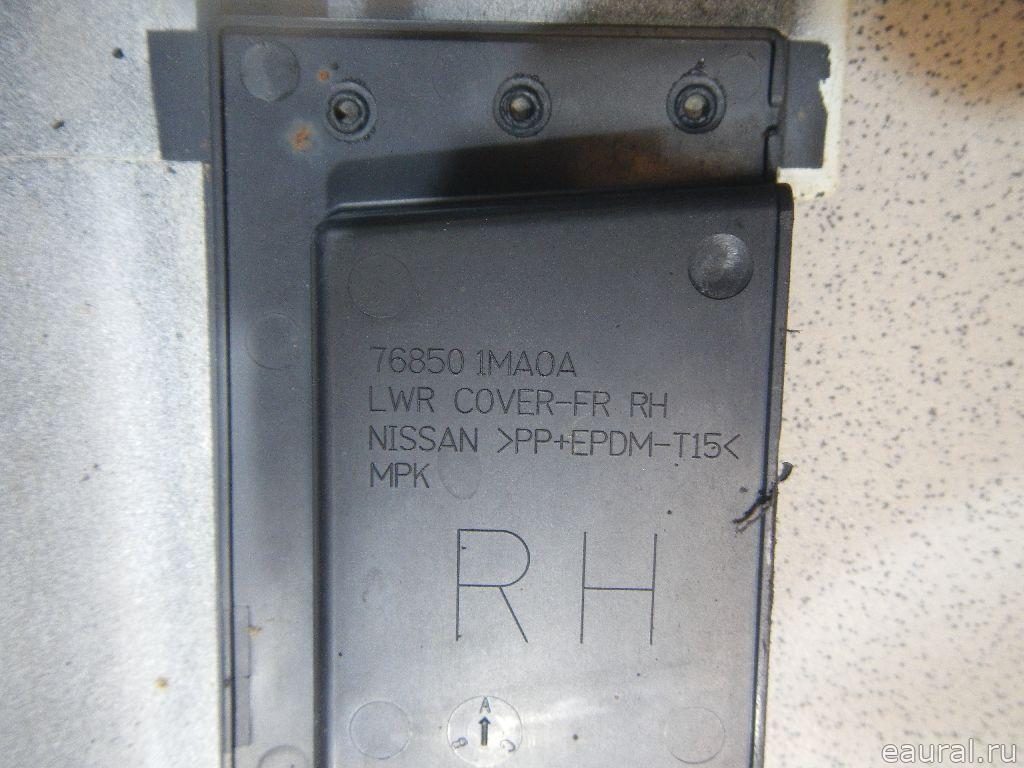 76850 1MA0A
LWR COVER-FR RH
NISSAN >PP+EPDM-T15<
MPK
RH
A
B C
eaural.ru